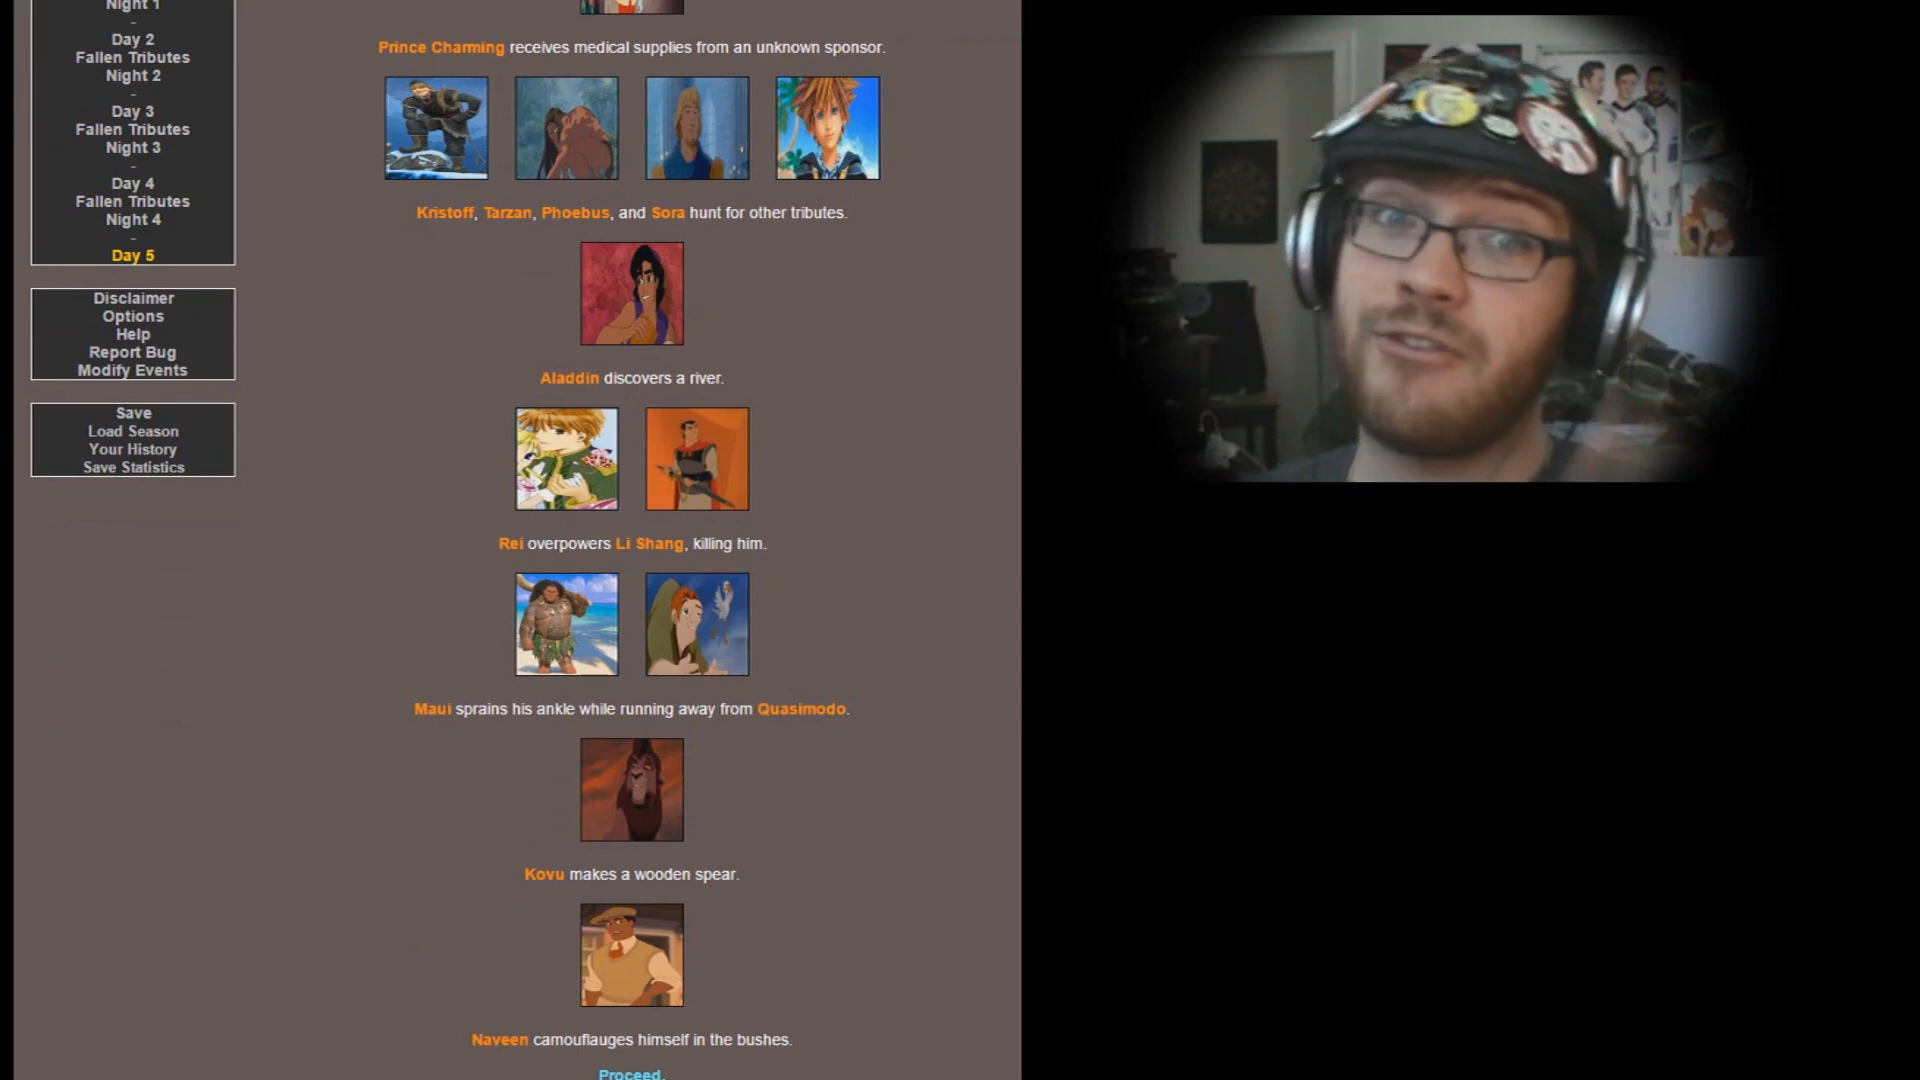 Night 1
-
Day 2
Fallen Tributes
Night 2
-
Day 3
Fallen Tributes
Night 3
-
Day 4
Fallen Tributes
Night 4
-
Day 5
Disclaimer
Options
Help
Report Bug
Modify Events
Save
Load Season
Your History
Save Statistics
Prince Charming receives medical supplies from an unknown sponsor.
Kristoff, Tarzan, Phoebus, and Sora hunt for other tributes.
Aladdin discovers a river.
Rei overpowers Li Shang, killing him.
Maui sprains his ankle while running away from Quasimodo.
Kovu makes a wooden spear.
Naveen camouflauges himself in the bushes.
Proceed.